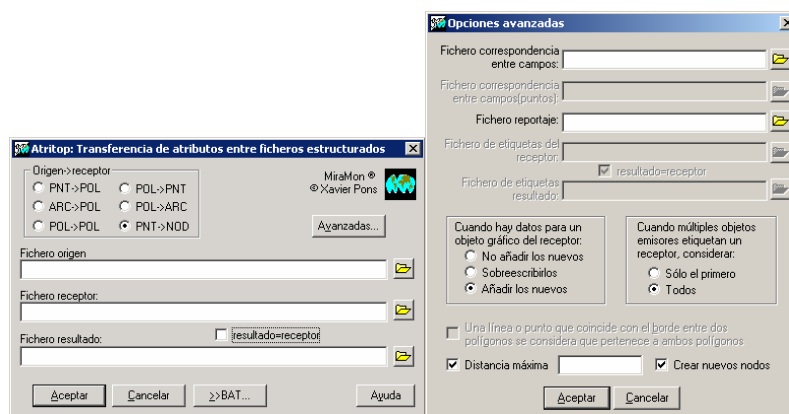 Atritop: Transferencia de atributos entre ficheros estructurados
Origen->receptor
PNT->POL
POL->PNT
ARC->POL
POL->ARC
POL->POL
PNT->NOD
MiraMon ®
© Xavier Pons
Avanzadas...
Fichero origen
Fichero receptor:
Fichero resultado:
resultado=receptor
Aceptar
Cancelar
>>BAT...
Ayuda
Opciones avanzadas
Fichero correspondencia
entre campos:
Fichero correspondencia
entre campos(puntos):
Fichero reportaje:
Fichero de etiquetas del
receptor:
resultado=receptor
Fichero de etiquetas
resultado:
Cuando hay datos para un
objeto gráfico del receptor:
No añadir los nuevos
Sobreescribirlos
Añadir los nuevos
Cuando múltiples objetos
emisores etiquetan un
receptor, considerar:
Sólo el primero
Todos
Una línea o punto que coincide con el borde entre dos
polígonos se considera que pertenece a ambos polígonos
Distancia máxima
Crear nuevos nodos
Aceptar
Cancelar